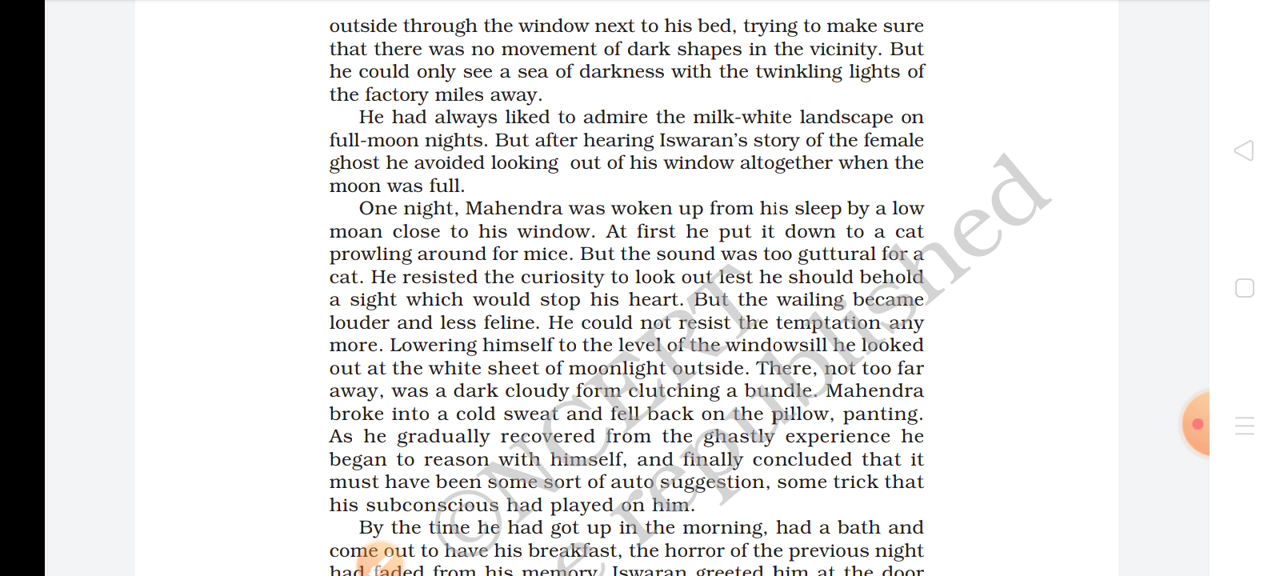 outside through the window next to his bed, trying to make sure
that there was no movement of dark shapes in the vicinity. But
he could only see a sea of darkness with the twinkling lights of
the factory miles away.
He had always liked to admire the milk-white landscape on
full-moon nights. But after hearing Iswaran’s story of the female
ghost he avoided looking out of his window altogether when the
moon was full.
One night, Mahendra was woken up from his sleep by a low
moan close to his window. At first he put it down to a cat
prowling around for mice. But the sound was too guttural for a
cat. He resisted the curiosity to look out lest he should behold
a sight which would stop his heart. But the wailing became
louder and less feline. He could not resist the temptation any
more. Lowering himself to the level of the windowsill he looked
out at the white sheet of moonlight outside. There, not too far
away, was a dark cloudy form clutching a bundle. Mahendra
broke into a cold sweat and fell back on the pillow, panting.
As he gradually recovered from the ghastly experience he
began to reason with himself, and finally concluded that it
must have been some sort of auto suggestion, some trick that
his subconscious had played on him.
By the time he had got up in the morning, had a bath and
come out to have his breakfast, the horror of the previous night
had faded from his memory. Iswaran greeted him at the door
©NCERT
republished